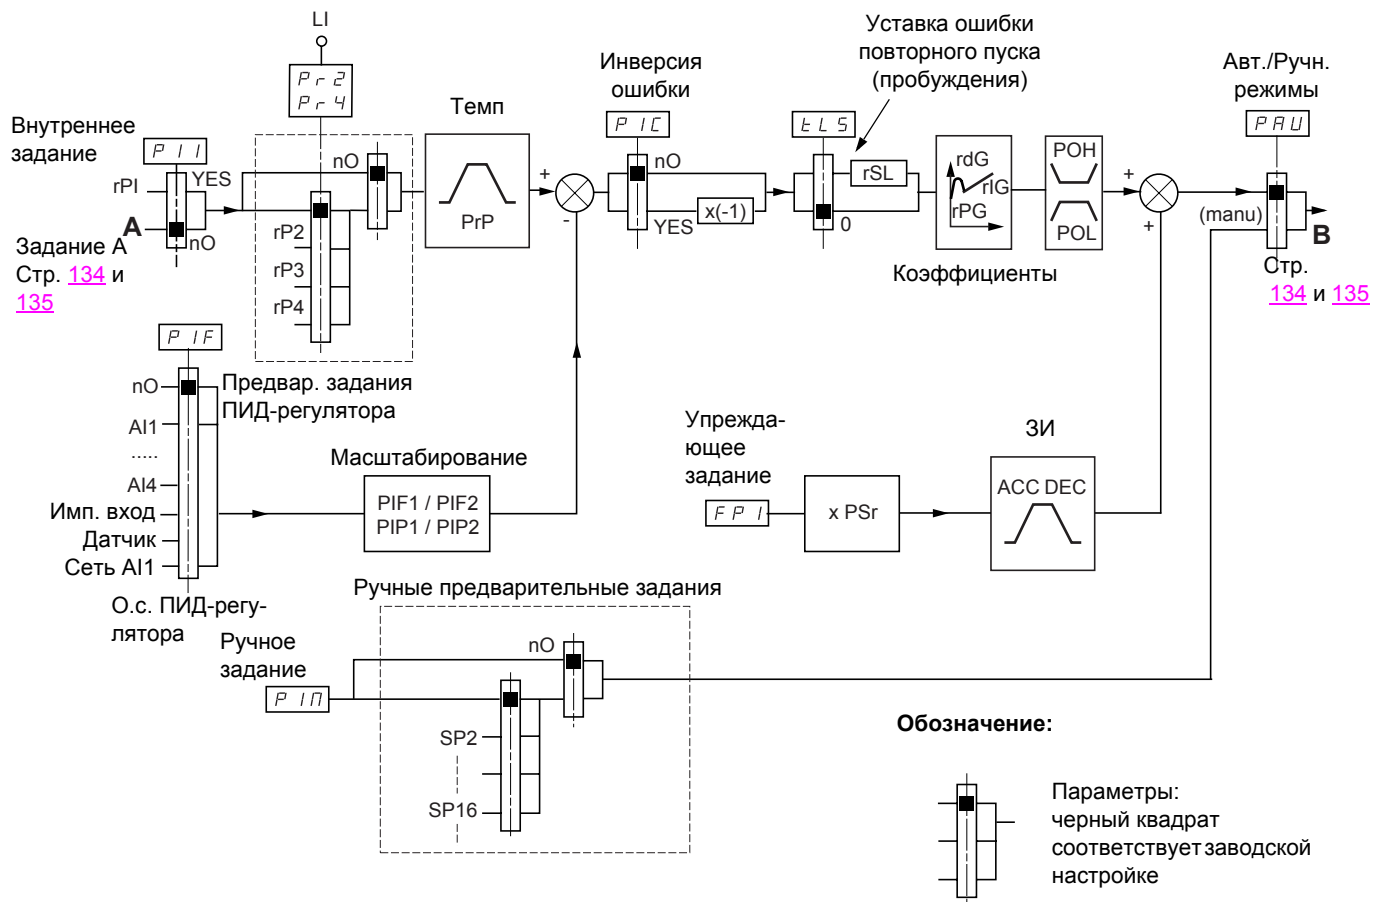 LI
Pr2
Pr4
Внутреннее
задание
PII
rPI
YES
A
nO
Задание А
Стр. 134 и
135
nO
rP2
rP3
rP4
Предвар. задания
ПИД-регулятора
Темп
PrP
+
-
Инверсия
ошибки
PIC
nO
YES
x(-1)
Уставка ошибки
повторного пуска
(пробуждения)
tLS
rSL
0
rdG
rIG
rPG
Коэффициенты
POH
POL
+
+
Авт./Ручн.
режимы
PAU
(manu)
B
Стр.
134 и 135
PIF
nO
AI1
.....
AI4
Имп. вход
Датчик
Сеть AI1
О.с. ПИД-регу-
лятора
Масштабирование
PIF1 / PIF2
PIP1 / PIP2
Упрежда-
ющее
задание
FPI
x PSr
ЗИ
ACC DEC
Ручные предварительные задания
Ручное
задание
PIM
nO
SP2
SP16
Обозначение:
Параметры:
черный квадрат
соответствует заводской
настройке